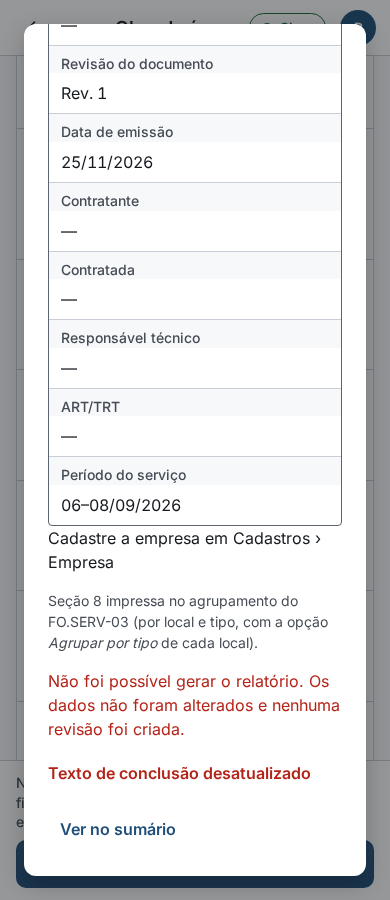 —
Revisão do documento
Rev. 1
Data de emissão
25/11/2026
Contratante
—
Contratada
—
Responsável técnico
—
ART/TRT
—
Período do serviço
06–08/09/2026
Cadastre a empresa em Cadastros ›
Empresa
Seção 8 impressa no agrupamento do
FO.SERV-03 (por local e tipo, com a opção
Agrupar por tipo de cada local).
Não foi possível gerar o relatório. Os
dados não foram alterados e nenhuma
revisão foi criada.
Texto de conclusão desatualizado
Ver no sumário